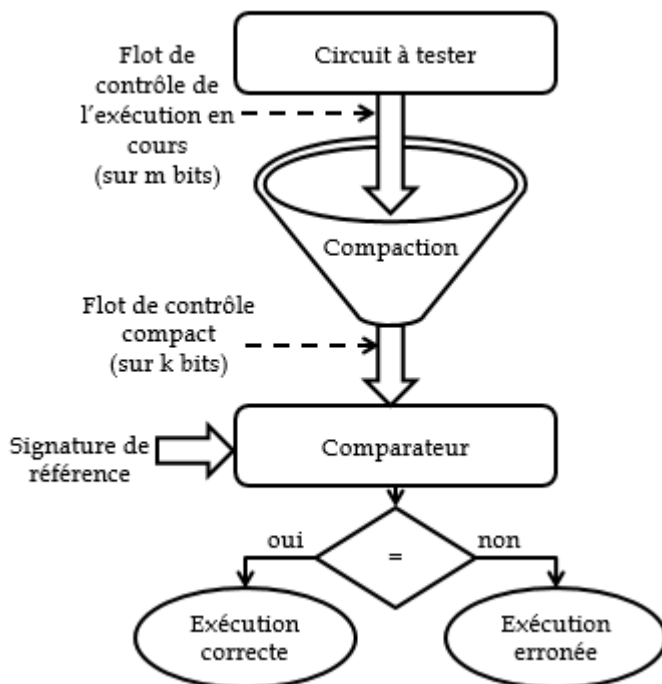 Circuit à tester
Flot de
contrôle de
l'exécution en
cours
(sur m bits)
Compaction
Flot de contrôle
compact
(sur k bits)
Signature de
référence
Comparateur
oui
=
non
Exécution
correcte
Exécution
erronée